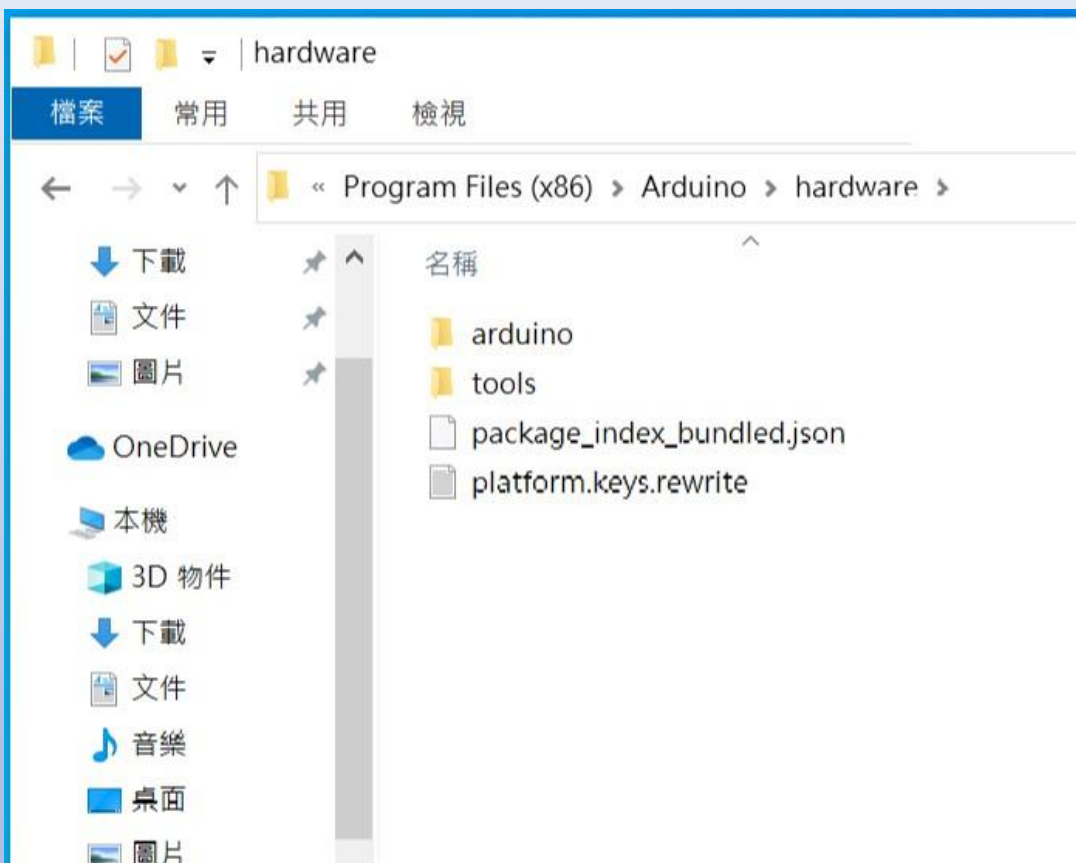 hardware
檔案 常用 共用 檢視
« Program Files (x86) > Arduino > hardware >
下載
文件
圖片
OneDrive
本機
3D 物件
下載
文件
音樂
桌面
圖片
名稱
arduino
tools
package_index_bundled.json
platform.keys.rewrite